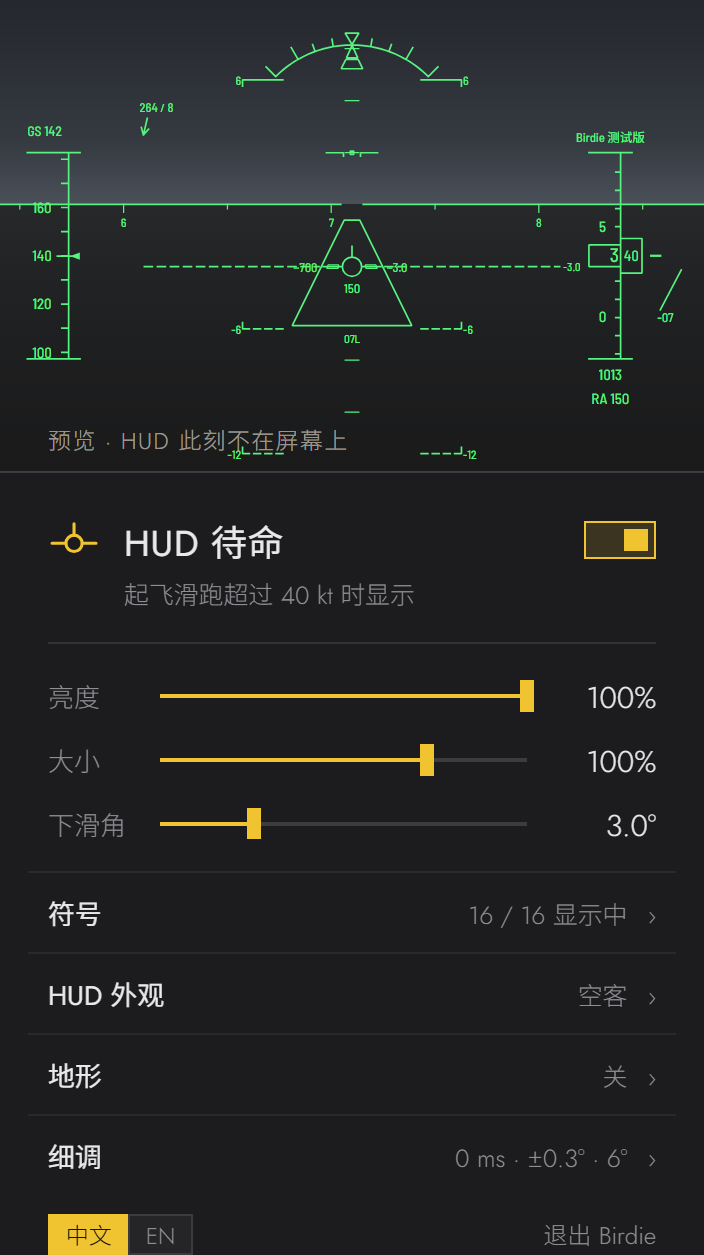 6 6
264 / 8
GS 142
Birdie 测试版
160
6 7 8
5
140
-700 -3.0 -3.0
3 40
150
120
0
-07
-6 -6
07L
100
1013
RA 150
预览 · HUD 此刻不在屏幕上
-12 -12
HUD 待命
起飞滑跑超过 40 kt 时显示
亮度 100%
大小 100%
下滑角 3.0°
符号 16 / 16 显示中 ›
HUD 外观 空客 ›
地形 关 ›
细调 0 ms · ±0.3° · 6° ›
中文 EN 退出 Birdie